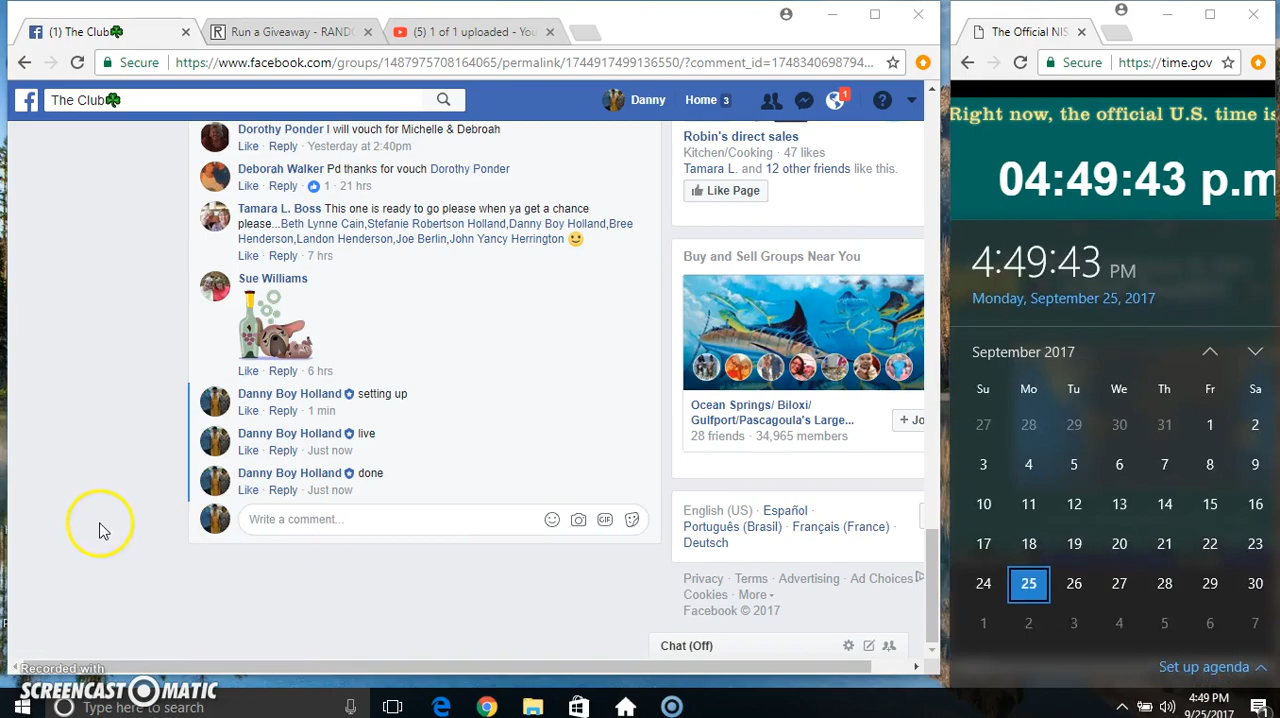 (1) The Club☘
Run a Giveaway - RAND
(5) 1 of 1 uploaded - You
The Official NIS
Secure
https://www.facebook.com/groups/1487975708164065/permalink/1744917499136550/?comment_id=1748340698794...
Secure
https://time.gov
The Club☘
Danny
Home 3
1
Right now, the official U.S. time is
04:49:43 p.m
4:49:43 PM
Monday, September 25, 2017
September 2017
Su Mo Tu We Th Fr Sa
27 28 29 30 31 1 2
3 4 5 6 7 8 9
10 11 12 13 14 15 16
17 18 19 20 21 22 23
24 25 26 27 28 29 30
1 2 3 4 5 6 7
Set up agenda
Dorothy Ponder I will vouch for Michelle & Debroah
Like · Reply · Yesterday at 2:40pm
Deborah Walker Pd thanks for vouch Dorothy Ponder
Like · Reply · 1 · 21 hrs
Tamara L. Boss This one is ready to go please when ya get a chance
please...Beth Lynne Cain,Stefanie Robertson Holland,Danny Boy Holland,Bree
Henderson,Landon Henderson,Joe Berlin,John Yancy Herrington 🙂
Like · Reply · 7 hrs
Sue Williams
Like · Reply · 6 hrs
Danny Boy Holland setting up
Like · Reply · 1 min
Danny Boy Holland live
Like · Reply · Just now
Danny Boy Holland done
Like · Reply · Just now
Write a comment...
GIF
Robin's direct sales
Kitchen/Cooking · 47 likes
Tamara L. and 12 other friends like this.
Like Page
Buy and Sell Groups Near You
Ocean Springs/ Biloxi/
Gulfport/Pascagoula's Large...
28 friends · 34,965 members
+ Jo
English (US) · Español ·
Português (Brasil) · Français (France) ·
Deutsch
Privacy · Terms · Advertising · Ad Choices
Cookies · More
Facebook © 2017
Chat (Off)
Recorded with
SCREENCAST-O-MATIC
Type here to search
4:49 PM
9/25/2017